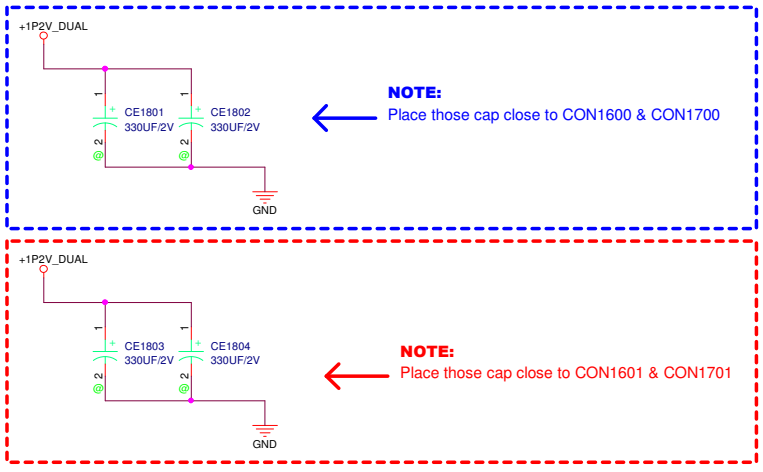 +1P2V_DUAL
1 1
+ CE1801 + CE1802
330UF/2V 330UF/2V
2 2
@ @
GND
NOTE:
Place those cap close to CON1600 & CON1700
+1P2V_DUAL
1 1
+ CE1803 + CE1804
330UF/2V 330UF/2V
2 2
@ @
GND
NOTE:
Place those cap close to CON1601 & CON1701